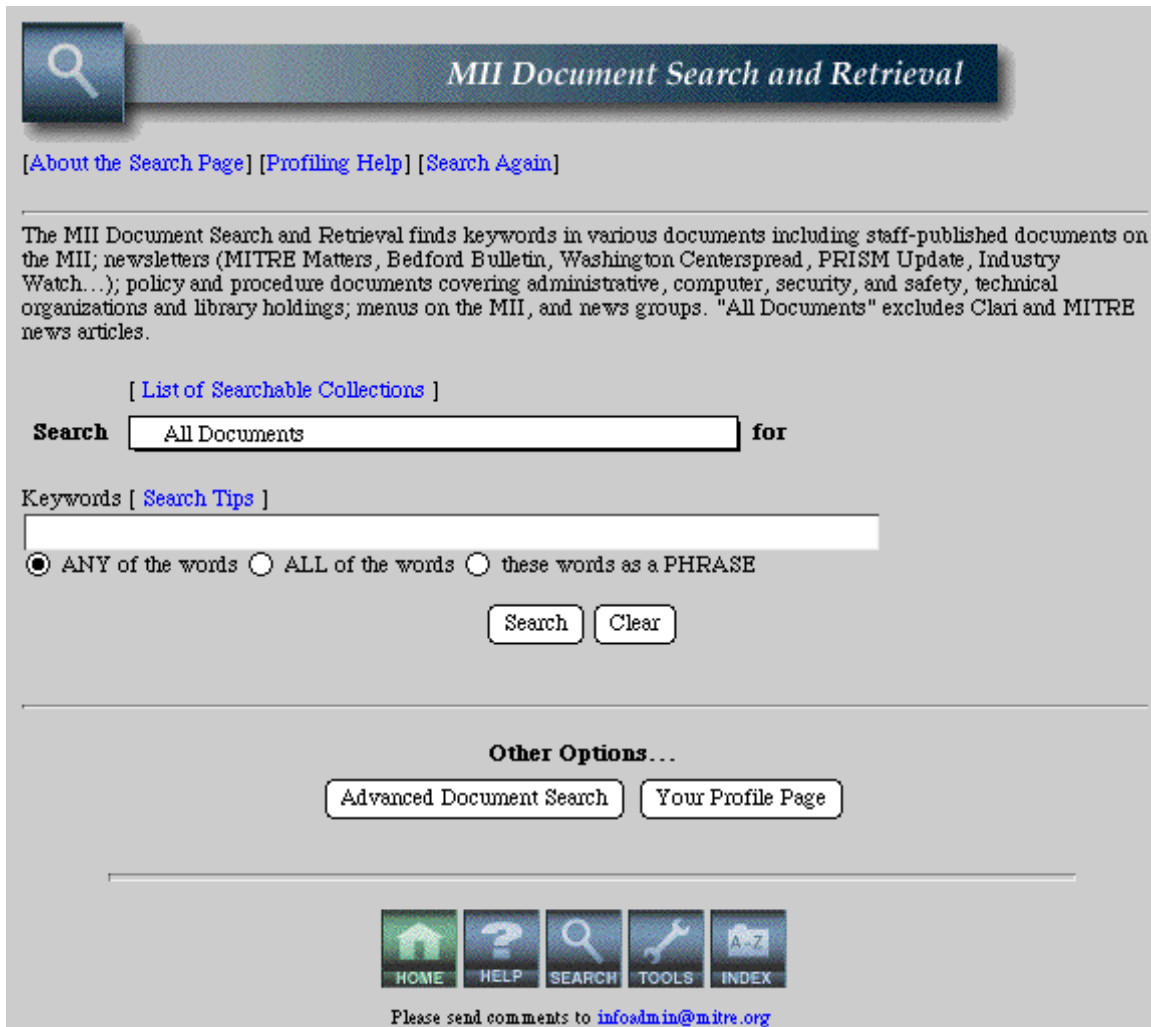 MII Document Search and Retrieval
[About the Search Page] [Profiling Help] [Search Again]
The MII Document Search and Retrieval finds keywords in various documents including staff-published documents on
the MII; newsletters (MITRE Matters, Bedford Bulletin, Washington Centerspread, PRISM Update, Industry
Watch...); policy and procedure documents covering administrative, computer, security, and safety, technical
organizations and library holdings; menus on the MII, and news groups. "All Documents" excludes Clari and MITRE
news articles.
[ List of Searchable Collections ]
Search All Documents for
Keywords [ Search Tips ]
ANY of the words ALL of the words these words as a PHRASE
Search Clear
Other Options...
Advanced Document Search Your Profile Page
A-Z
HOME HELP SEARCH TOOLS INDEX
Please send comments to infoadmin@mitre.org